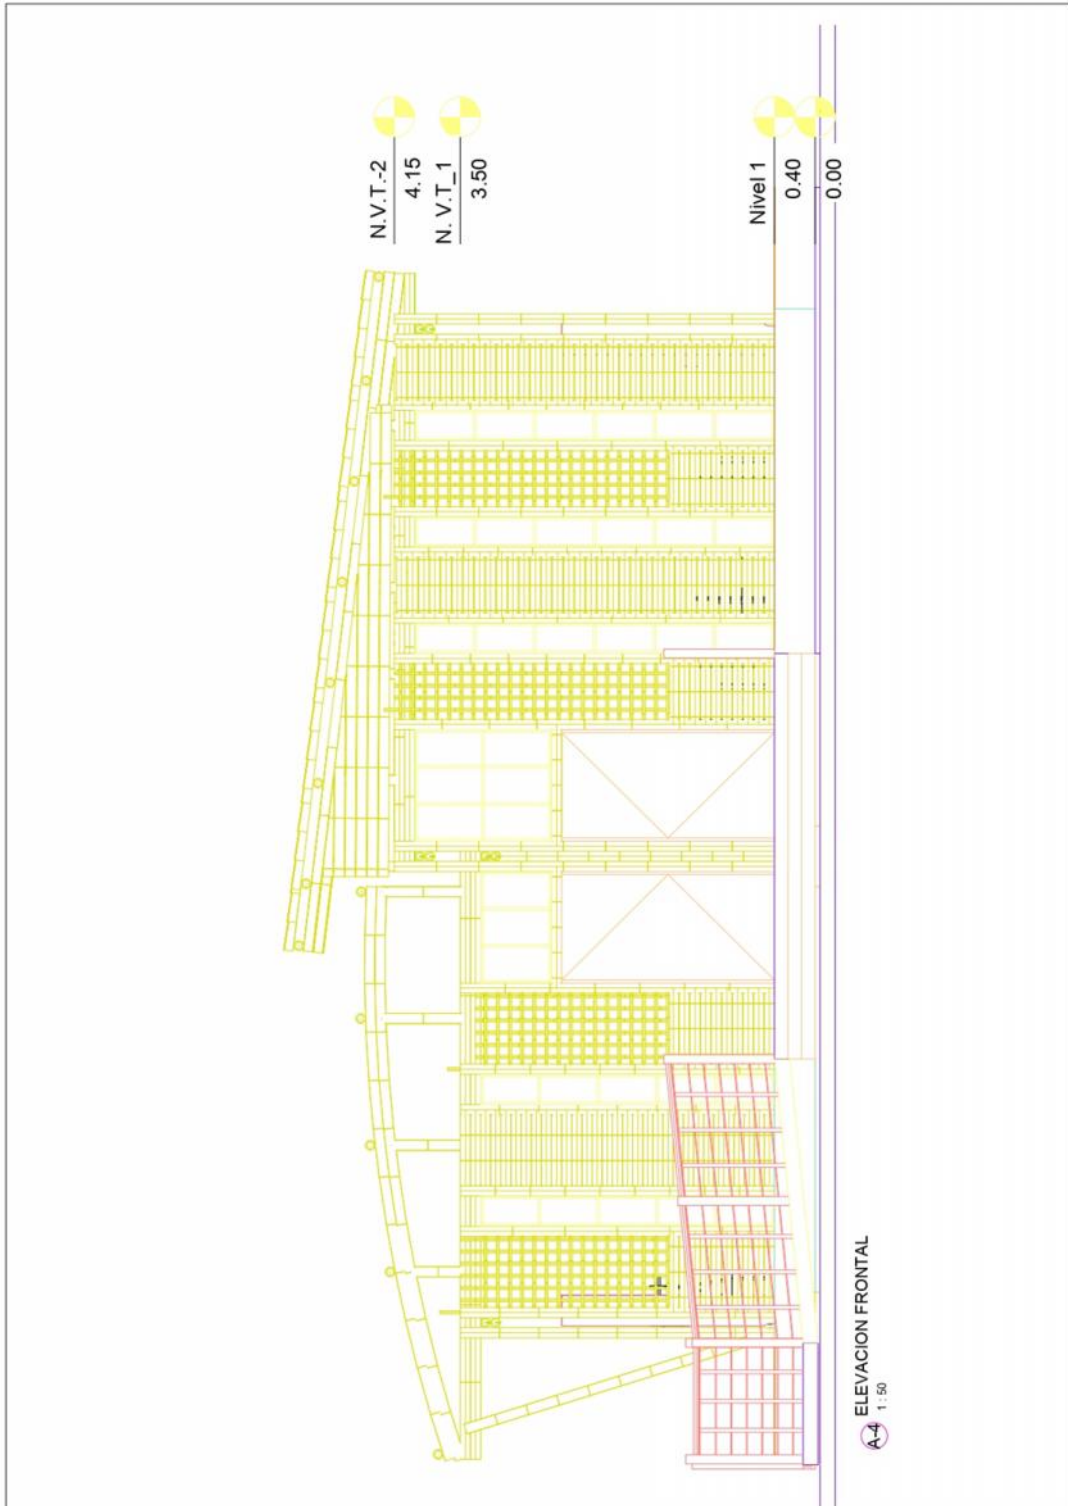 N.V.T.-2
4.15
N. V.T_1
3.50
Nivel 1
0.40
0.00
A-4
ELEVACION FRONTAL
1 : 50